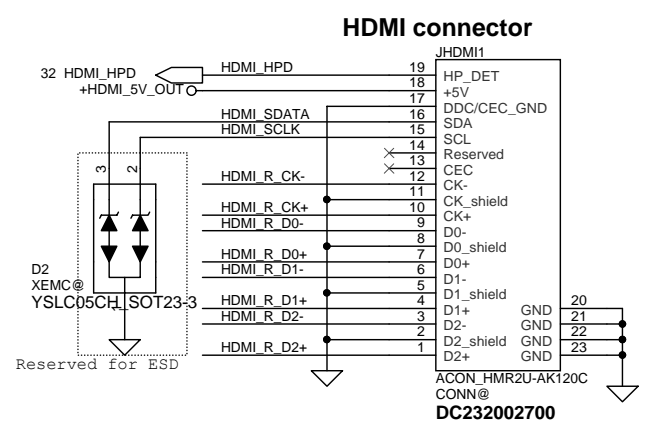 HDMI connector
JHDMI1
32 HDMI_HPD HDMI_HPD 19 HP_DET
+HDMI_5V_OUT 18 +5V
17 DDC/CEC_GND
HDMI_SDATA 16 SDA
HDMI_SCLK 15 SCL
14 Reserved
13 CEC
3 2
HDMI_R_CK- 12 CK-
11 CK_shield
HDMI_R_CK+ 10 CK+
HDMI_R_D0- 9 D0-
8 D0_shield
HDMI_R_D0+ 7 D0+
HDMI_R_D1- 6 D1-
5 D1_shield
HDMI_R_D1+ 4 D1+ GND 20
HDMI_R_D2- 3 D2- GND 21
2 D2_shield GND 22
HDMI_R_D2+ 1 D2+ GND 23
D2
XEMC@
YSLC05CH_SOT23-3
1
Reserved for ESD
ACON_HMR2U-AK120C
CONN@
DC232002700